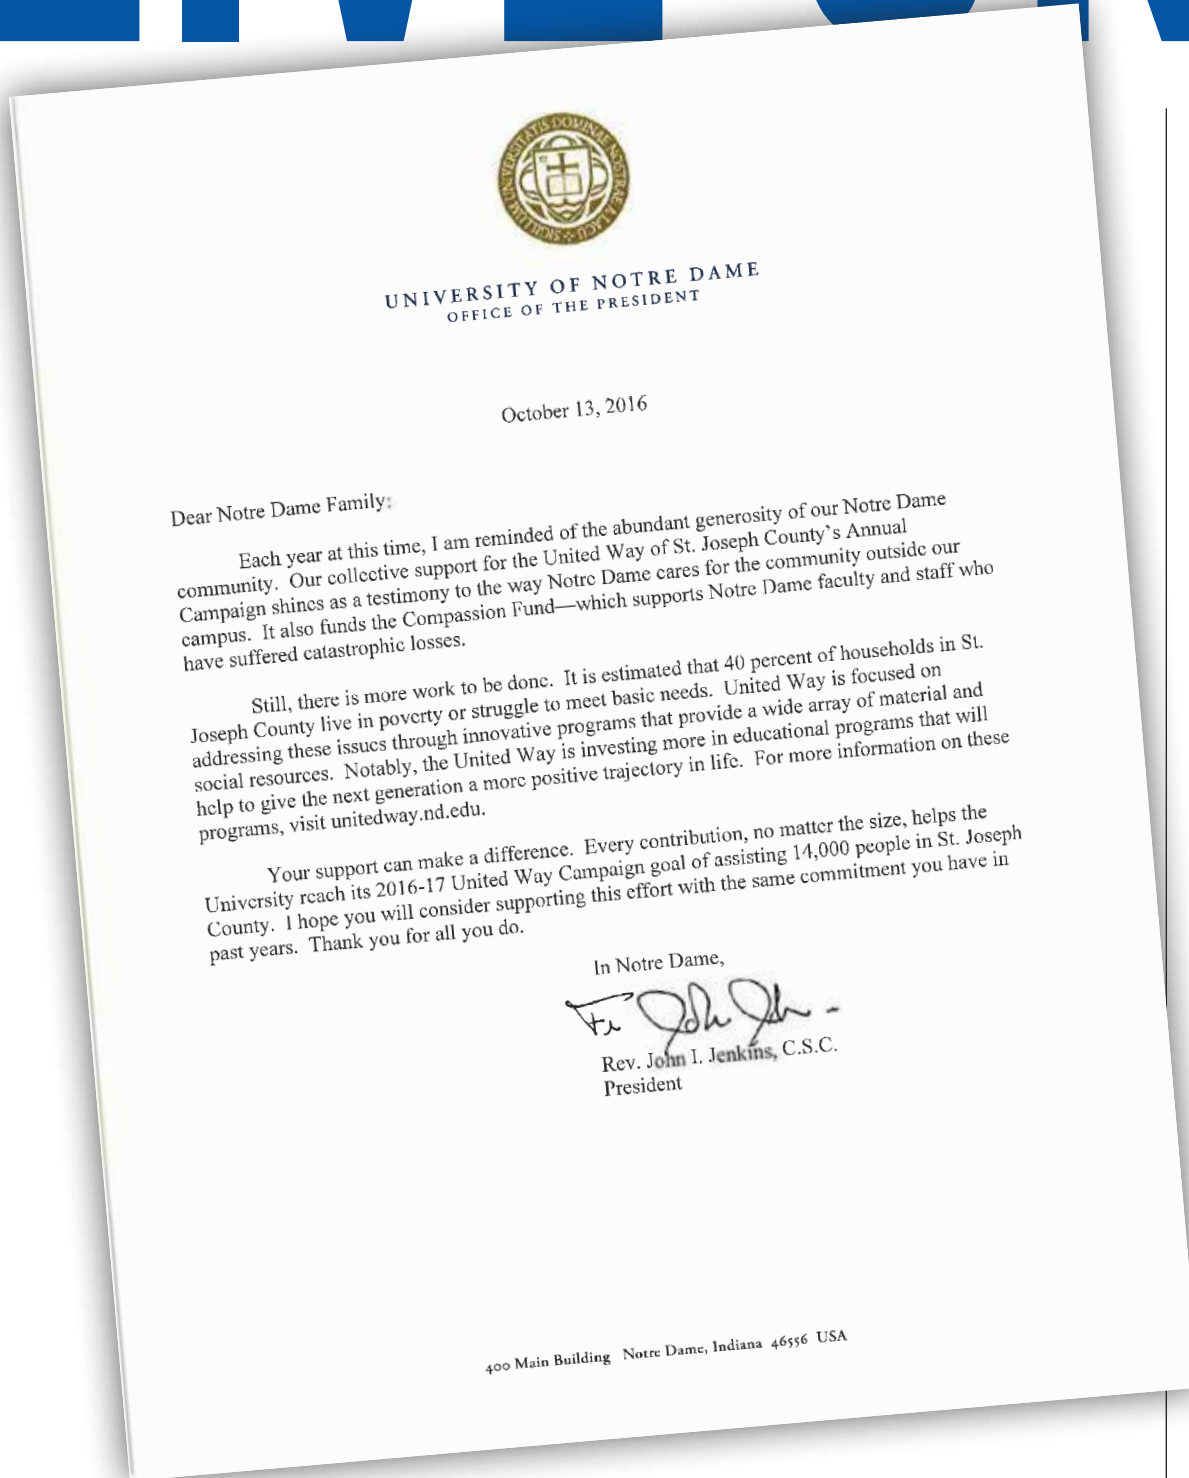 SIGILLUM UNIVERSITATIS DOMINAE NOSTRAE A LACU
UNIVERSITY OF NOTRE DAME
OFFICE OF THE PRESIDENT
October 13, 2016
Dear Notre Dame Family:
Each year at this time, I am reminded of the abundant generosity of our Notre Dame
community. Our collective support for the United Way of St. Joseph County's Annual
Campaign shines as a testimony to the way Notre Dame cares for the community outside our
campus. It also funds the Compassion Fund—which supports Notre Dame faculty and staff who
have suffered catastrophic losses.
Still, there is more work to be done. It is estimated that 40 percent of households in St.
Joseph County live in poverty or struggle to meet basic needs. United Way is focused on
addressing these issues through innovative programs that provide a wide array of material and
social resources. Notably, the United Way is investing more in educational programs that will
help to give the next generation a more positive trajectory in life. For more information on these
programs, visit unitedway.nd.edu.
Your support can make a difference. Every contribution, no matter the size, helps the
University reach its 2016-17 United Way Campaign goal of assisting 14,000 people in St. Joseph
County. I hope you will consider supporting this effort with the same commitment you have in
past years. Thank you for all you do.
In Notre Dame,
Rev. John I. Jenkins, C.S.C.
President
400 Main Building Notre Dame, Indiana 46556 USA